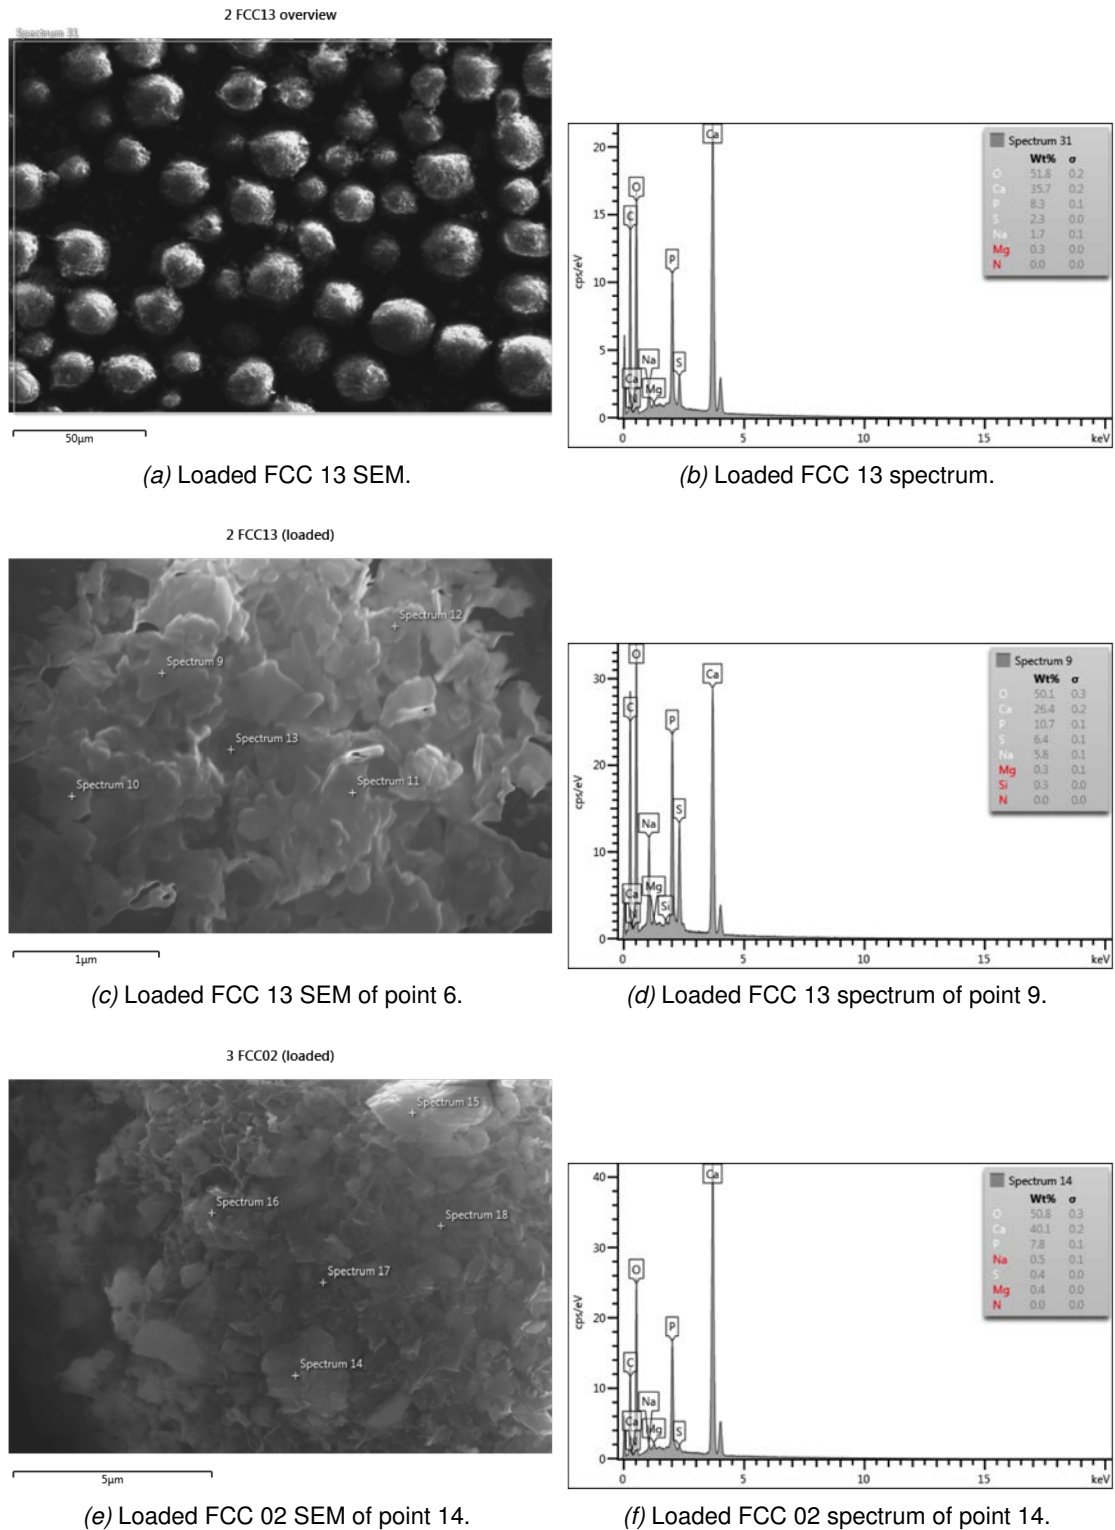 2 FCC13 overview
Spectrum 31
50µm
(a) Loaded FCC 13 SEM.
cps/eV
20
15
10
5
0
Ca
O
C
P
Na
S
Ca
Mg
0 5 10 15 keV
Spectrum 31
Wt% σ
O 51.8 0.2
Ca 35.7 0.2
P 8.3 0.1
S 2.3 0.0
Na 1.7 0.1
Mg 0.3 0.0
N 0.0 0.0
(b) Loaded FCC 13 spectrum.
2 FCC13 (loaded)
Spectrum 12
Spectrum 9
Spectrum 13
Spectrum 10
Spectrum 11
1µm
(c) Loaded FCC 13 SEM of point 6.
cps/eV
30
20
10
0
O
Ca
C
P
S
Na
Mg
Ca
Si
0 5 10 15 keV
Spectrum 9
Wt% σ
O 50.1 0.3
Ca 26.4 0.2
P 10.7 0.1
S 6.4 0.1
Na 5.8 0.1
Mg 0.3 0.1
Si 0.3 0.0
N 0.0 0.0
(d) Loaded FCC 13 spectrum of point 9.
3 FCC02 (loaded)
Spectrum 15
Spectrum 16
Spectrum 18
Spectrum 17
Spectrum 14
5µm
(e) Loaded FCC 02 SEM of point 14.
cps/eV
40
30
20
10
0
Ca
O
P
C
Na
Ca
Mg
S
0 5 10 15 keV
Spectrum 14
Wt% σ
O 50.8 0.3
Ca 40.1 0.2
P 7.8 0.1
Na 0.5 0.1
S 0.4 0.0
Mg 0.4 0.0
N 0.0 0.0
(f) Loaded FCC 02 spectrum of point 14.